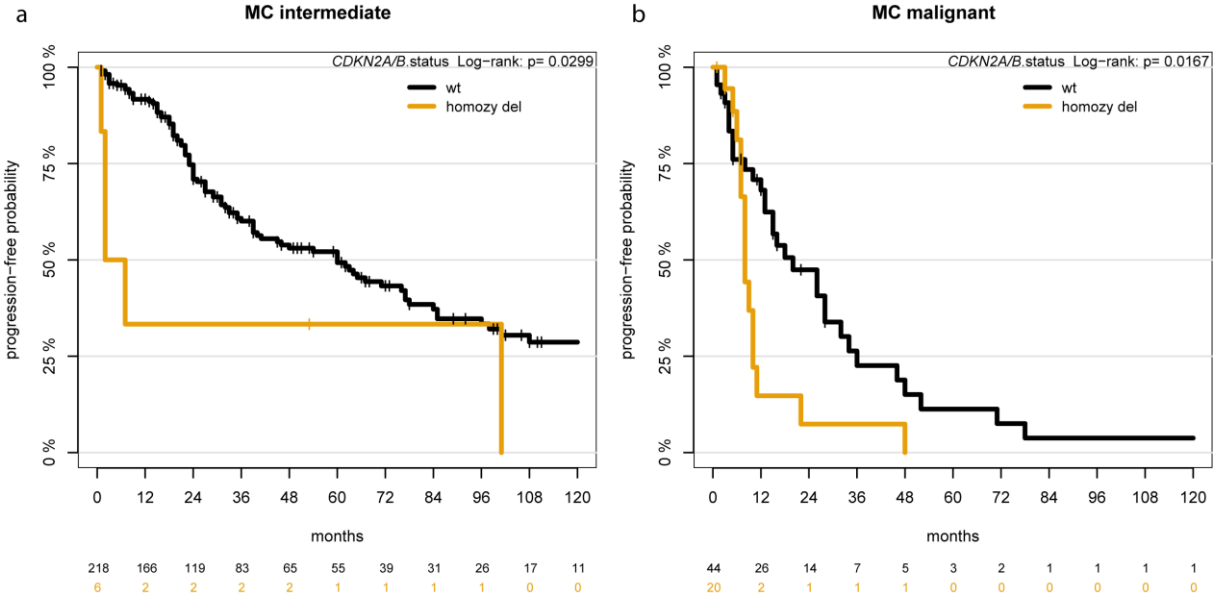 a
MC intermediate
CDKN2A/B.status Log−rank: p= 0.0299
wt
homozy del
progression−free probability
100 %
75 %
50 %
25 %
0 %
0 12 24 36 48 60 72 84 96 108 120
months
218 166 119 83 65 55 39 31 26 17 11
6 2 2 2 2 1 1 1 1 0 0
b
MC malignant
CDKN2A/B.status Log−rank: p= 0.0167
wt
homozy del
progression−free probability
100 %
75 %
50 %
25 %
0 %
0 12 24 36 48 60 72 84 96 108 120
months
44 26 14 7 5 3 2 1 1 1 1
20 2 1 1 1 0 0 0 0 0 0